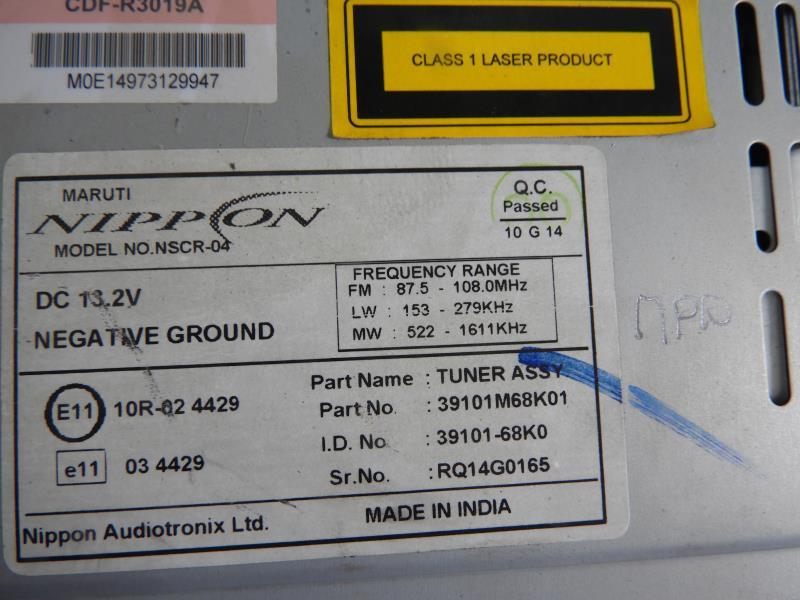 CDF-R3019A
M0E14973129947
CLASS 1 LASER PRODUCT
MARUTI
NIPPON
MODEL NO.NSCR-04
Q.C.
Passed
10 G 14
DC 13.2V
NEGATIVE GROUND
FREQUENCY RANGE
FM : 87.5 - 108.0MHz
LW : 153 - 279KHz
MW : 522 - 1611KHz
E11 10R-02 4429
e11 03 4429
Part Name : TUNER ASSY
Part No. : 39101M68K01
I.D. No : 39101-68K0
Sr.No. : RQ14G0165
Nippon Audiotronix Ltd.
MADE IN INDIA